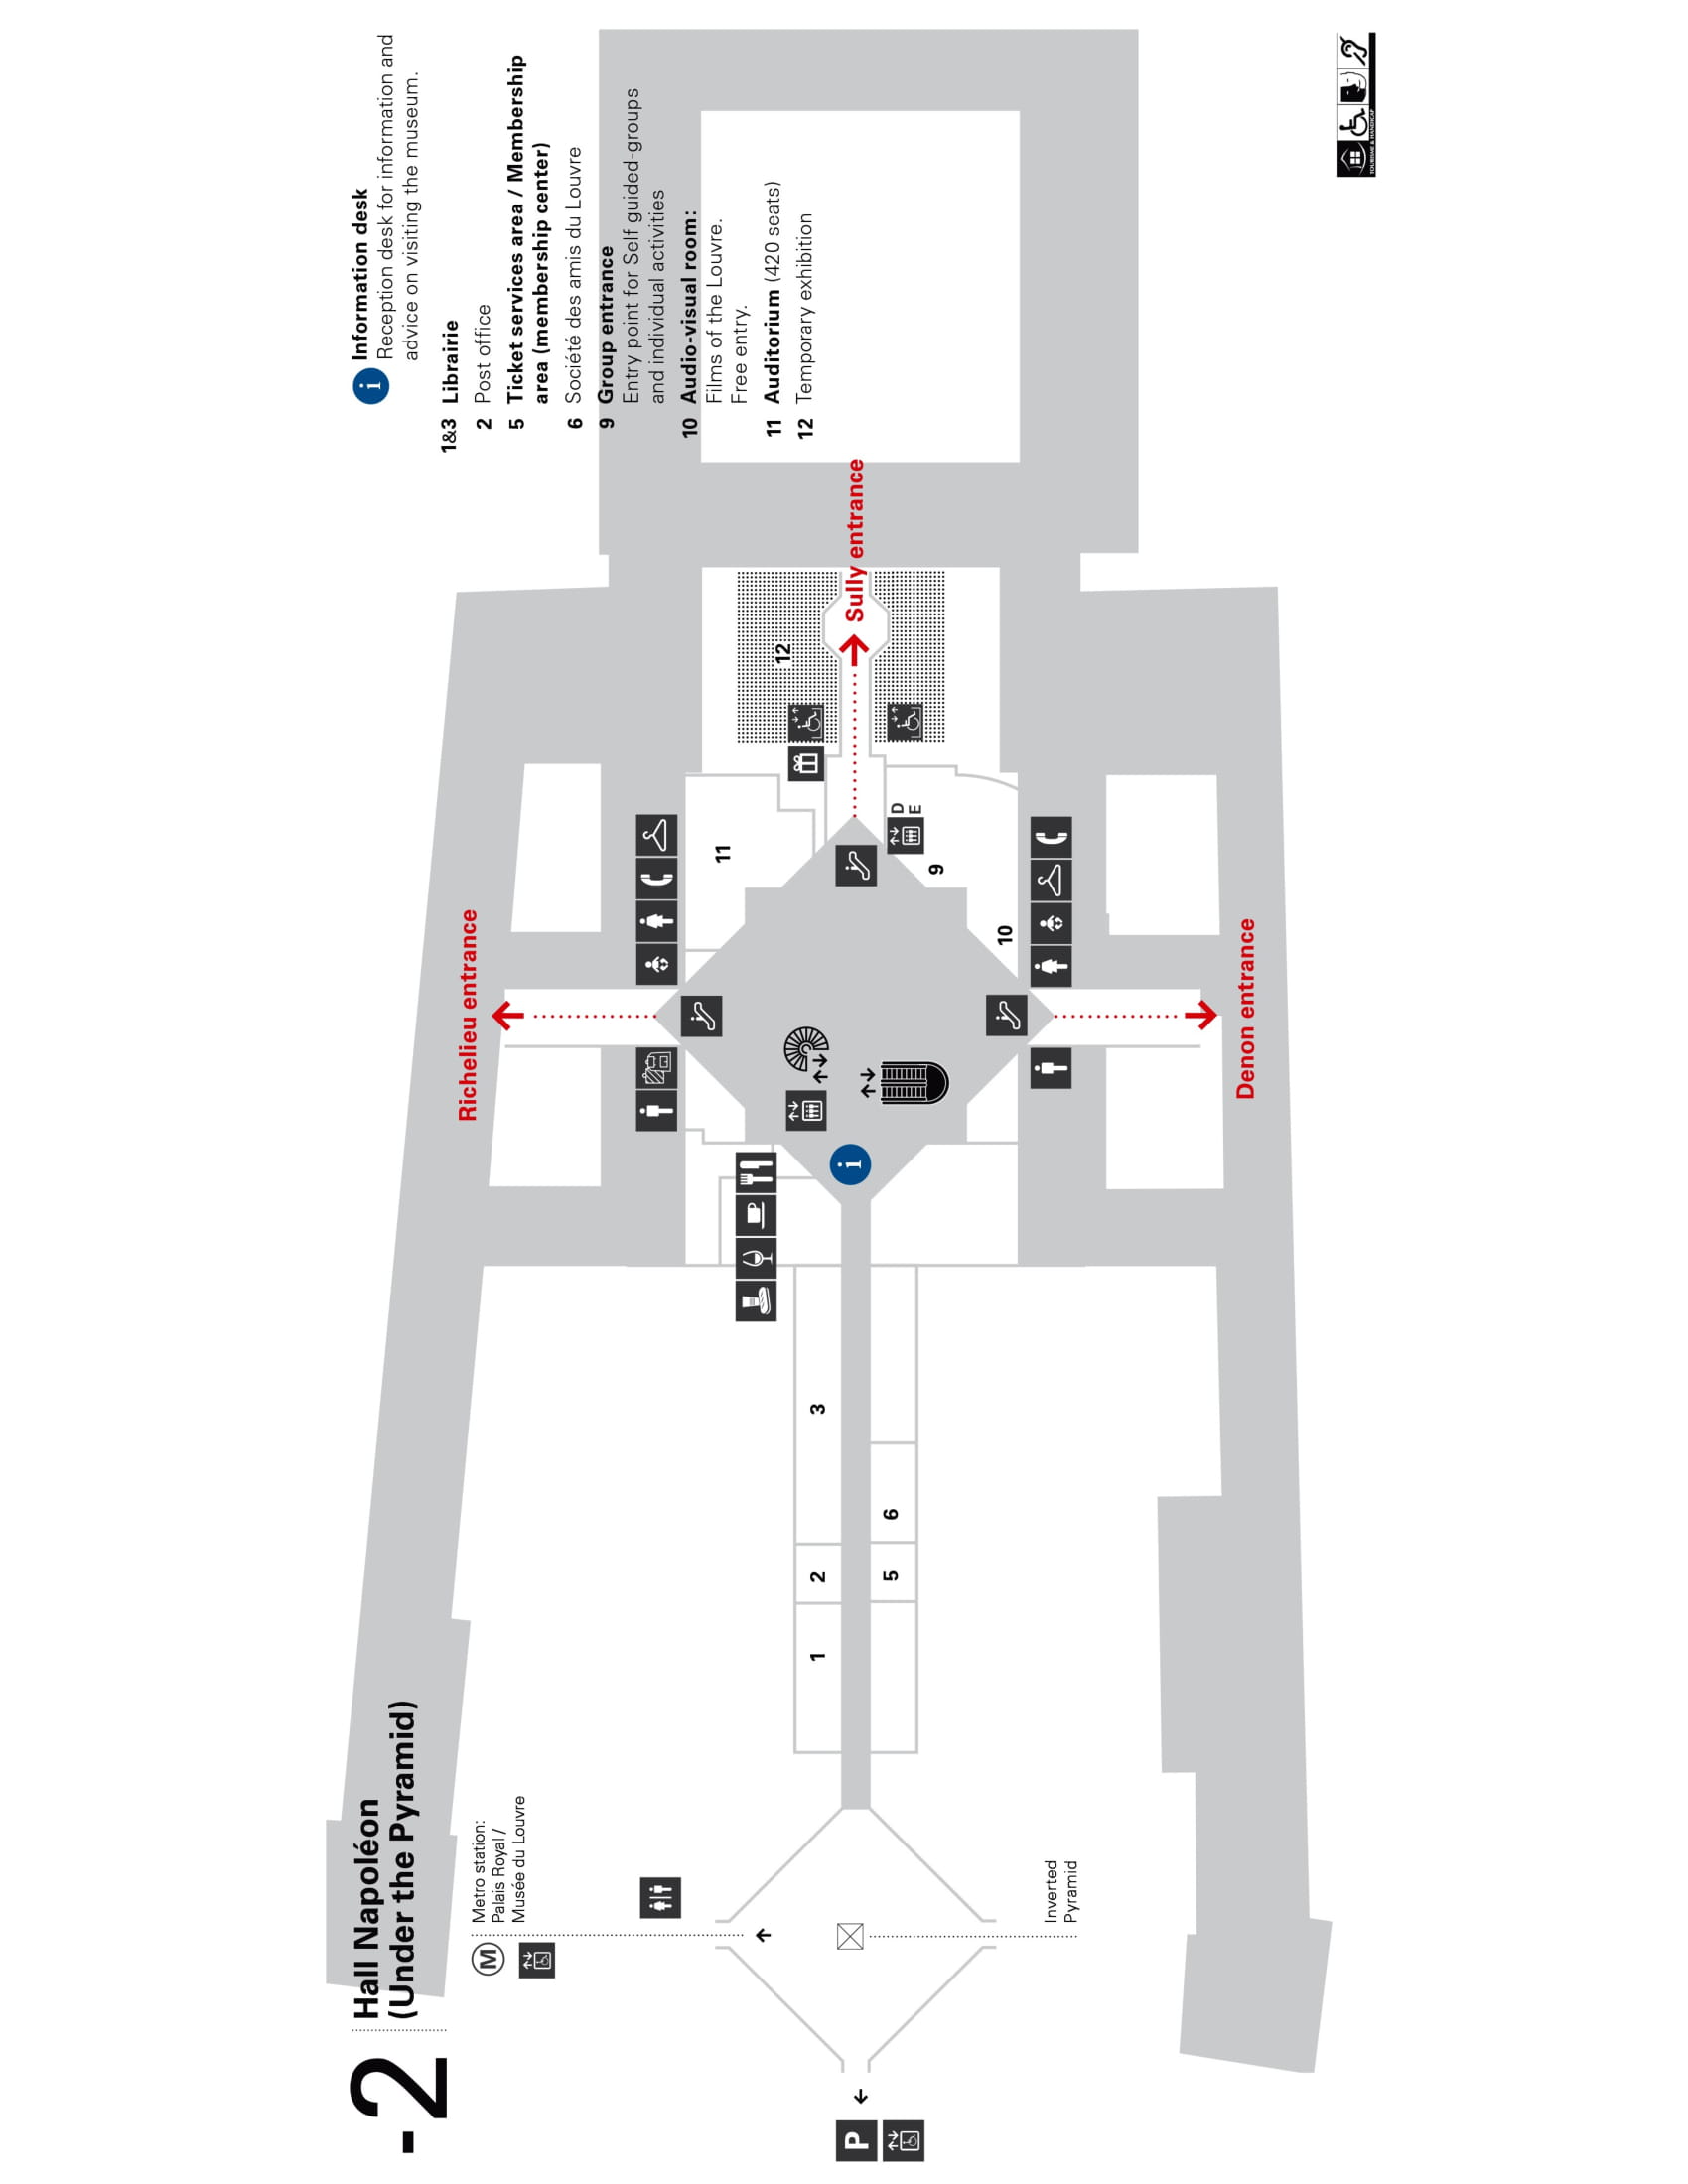 -2
Hall Napoléon
(Under the Pyramid)
M
Metro station:
Palais Royal /
Musée du Louvre
Richelieu entrance
i
Information desk
Reception desk for information and
advice on visiting the museum.
1&3 Librairie
2 Post office
5 Ticket services area / Membership
area (membership center)
6 Société des amis du Louvre
9 Group entrance
Entry point for Self guided-groups
and individual activities
10 Audio-visual room:
Films of the Louvre.
Free entry.
11 Auditorium (420 seats)
12 Temporary exhibition
11
12
1
2
3
P
i
Sully entrance
5
6
D
E
9
10
Inverted
Pyramid
Denon entrance
TOURISME & HANDICAP